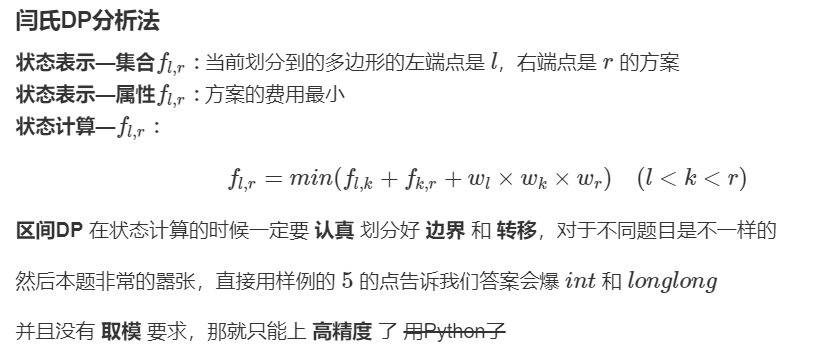 闫氏DP分析法
状态表示—集合f_{l,r}：当前划分到的多边形的左端点是 l，右端点是 r 的方案
状态表示—属性f_{l,r}：方案的费用最小
状态计算—f_{l,r}：
f_{l,r} = min(f_{l,k} + f_{k,r} + w_l × w_k × w_r) (l < k < r)
区间DP 在状态计算的时候一定要 认真 划分好 边界 和 转移，对于不同题目是不一样的
然后本题非常的嚣张，直接用样例的 5 的点告诉我们答案会爆 int 和 longlong
并且没有 取模 要求，那就只能上 高精度 了 用Python了